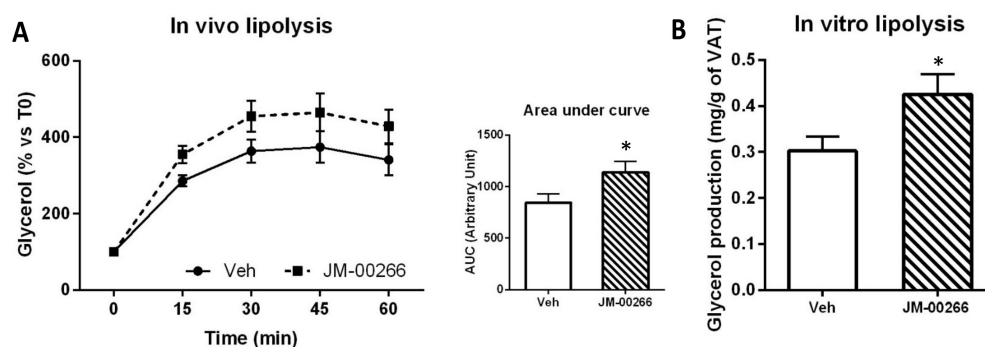 A
In vivo lipolysis
Glycerol (% vs T0)
600
400
200
0
Veh
JM-00266
0
15
30
45
60
Time (min)
Area under curve
AUC (Arbitrary Unit)
1500
1000
500
0
*
Veh
JM-00266
B
In vitro lipolysis
Glycerol production (mg/g of VAT)
0.5
0.4
0.3
0.2
0.1
0.0
*
Veh
JM-00266